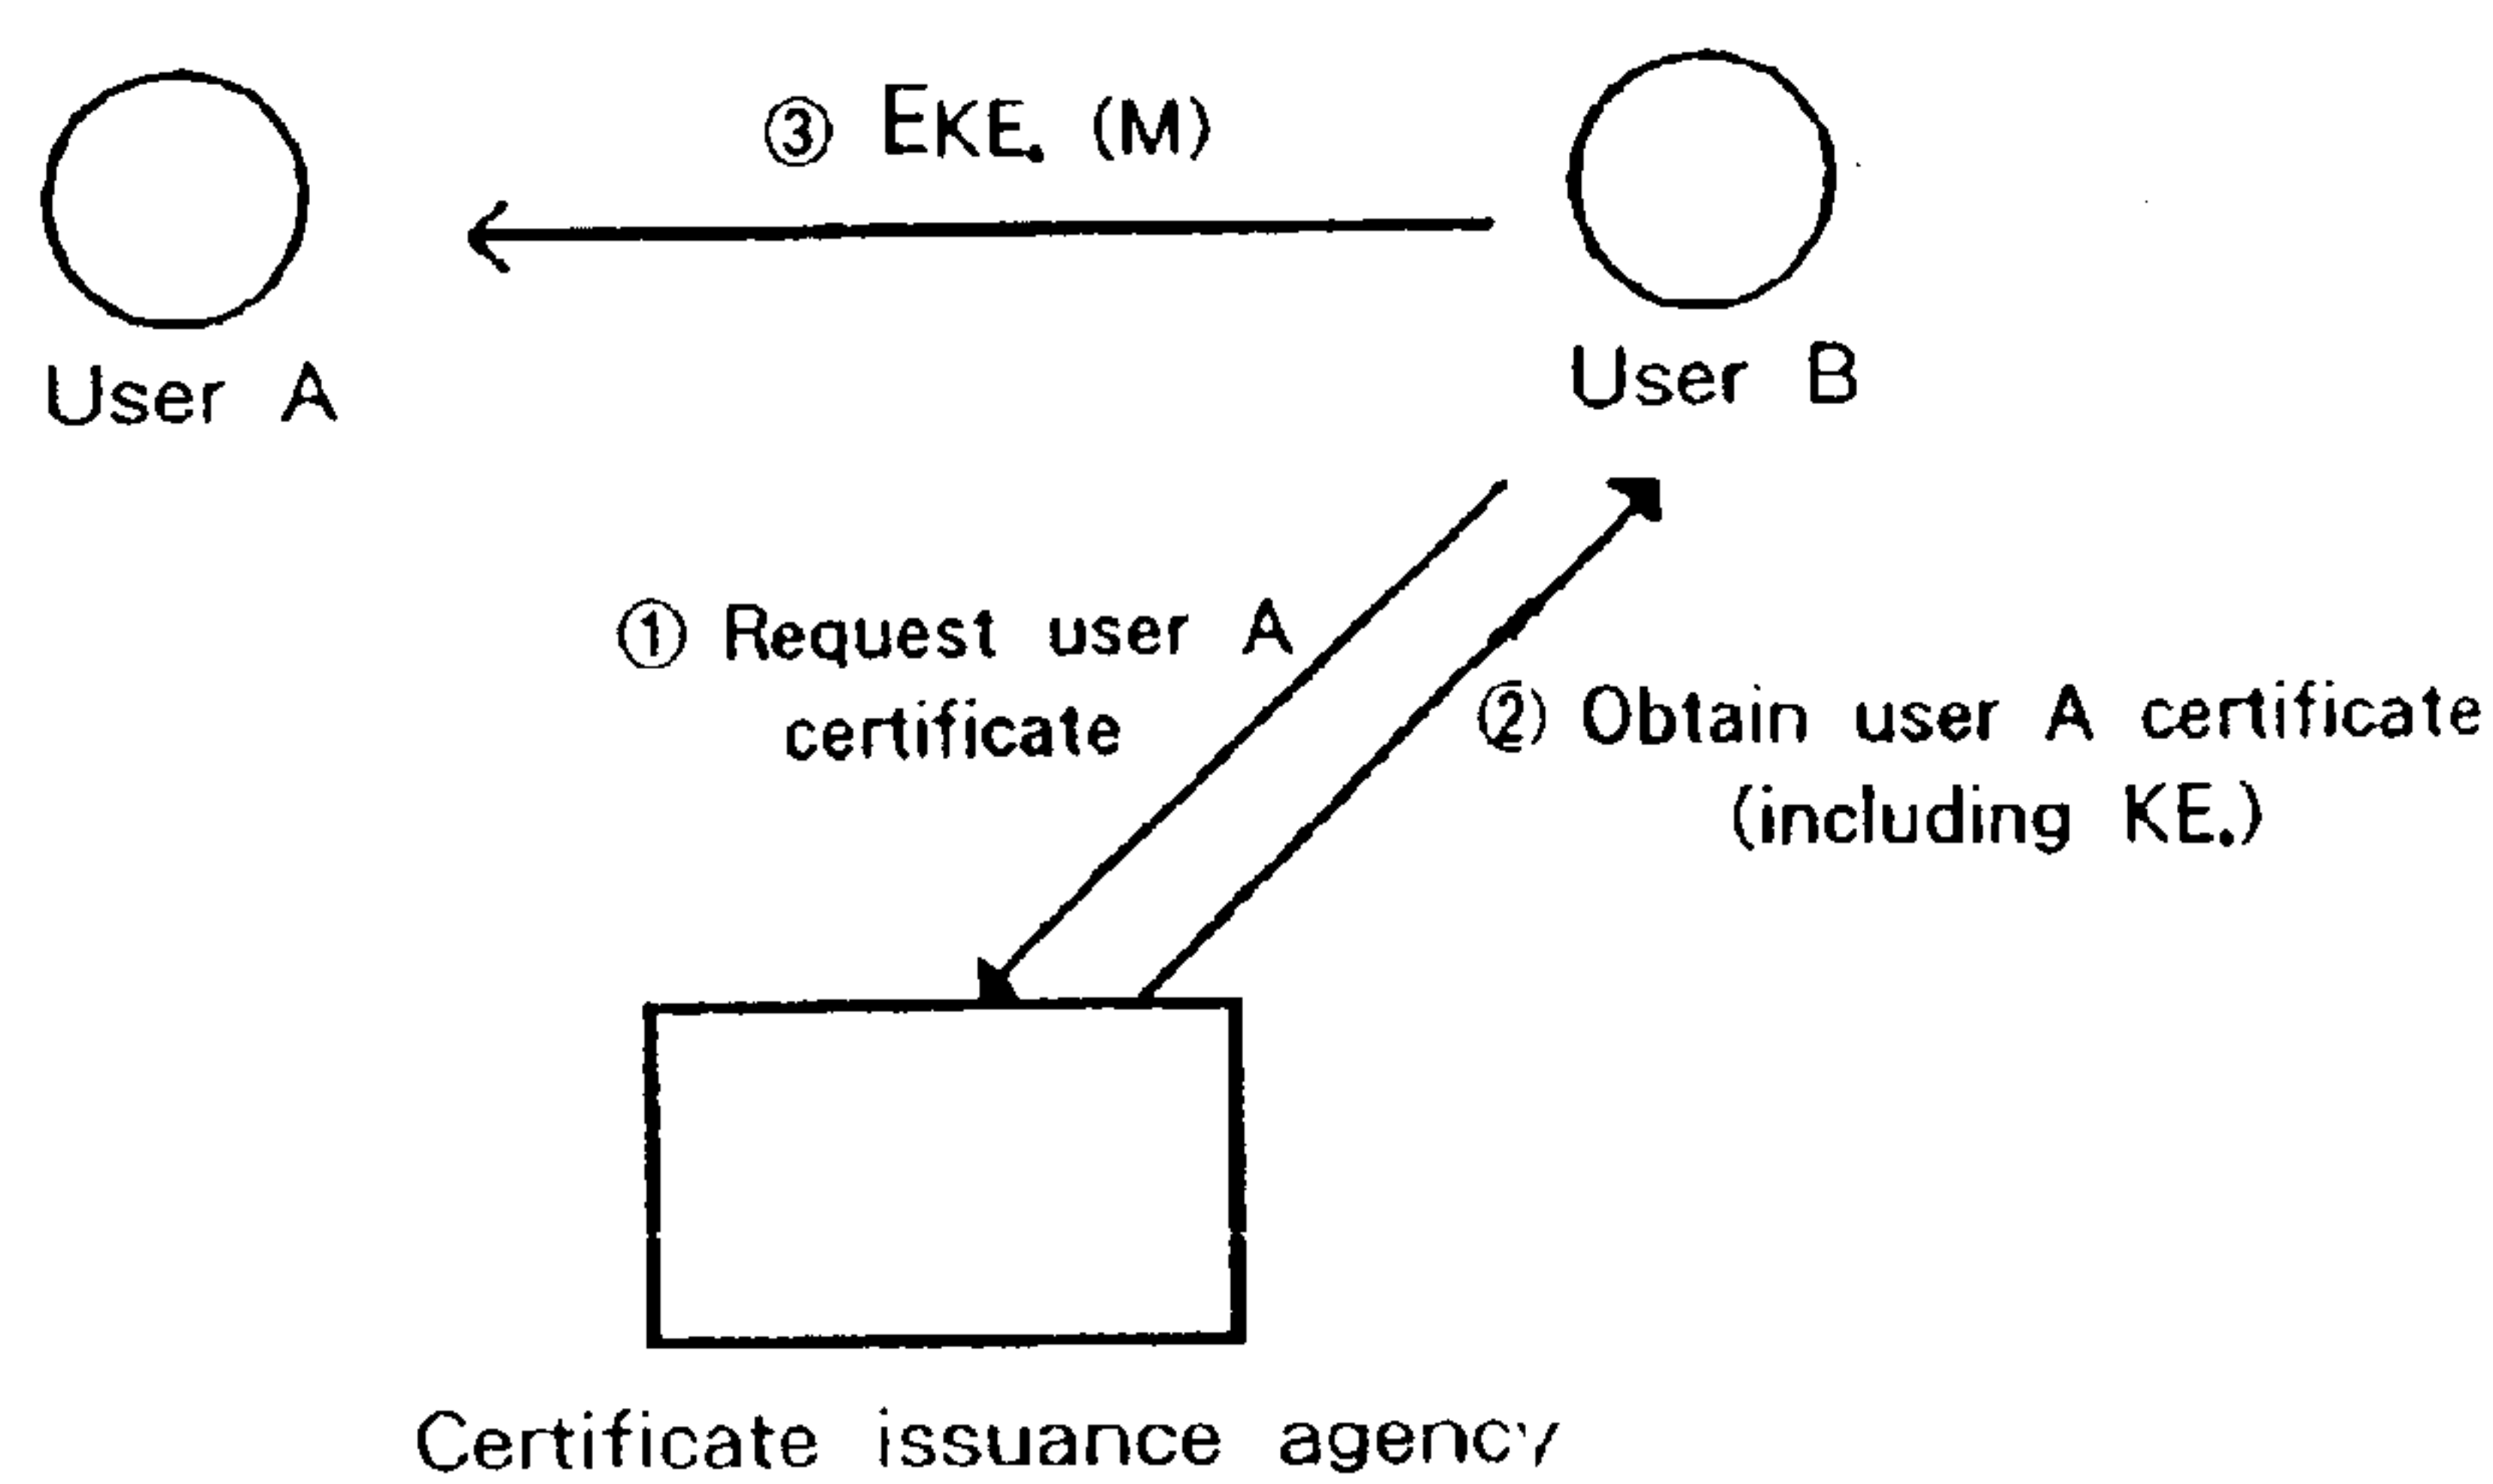 ③ EKE. (M)
User A
User B
① Request user A
certificate
② Obtain user A certificate
(including KE.)
Certificate issuance agency